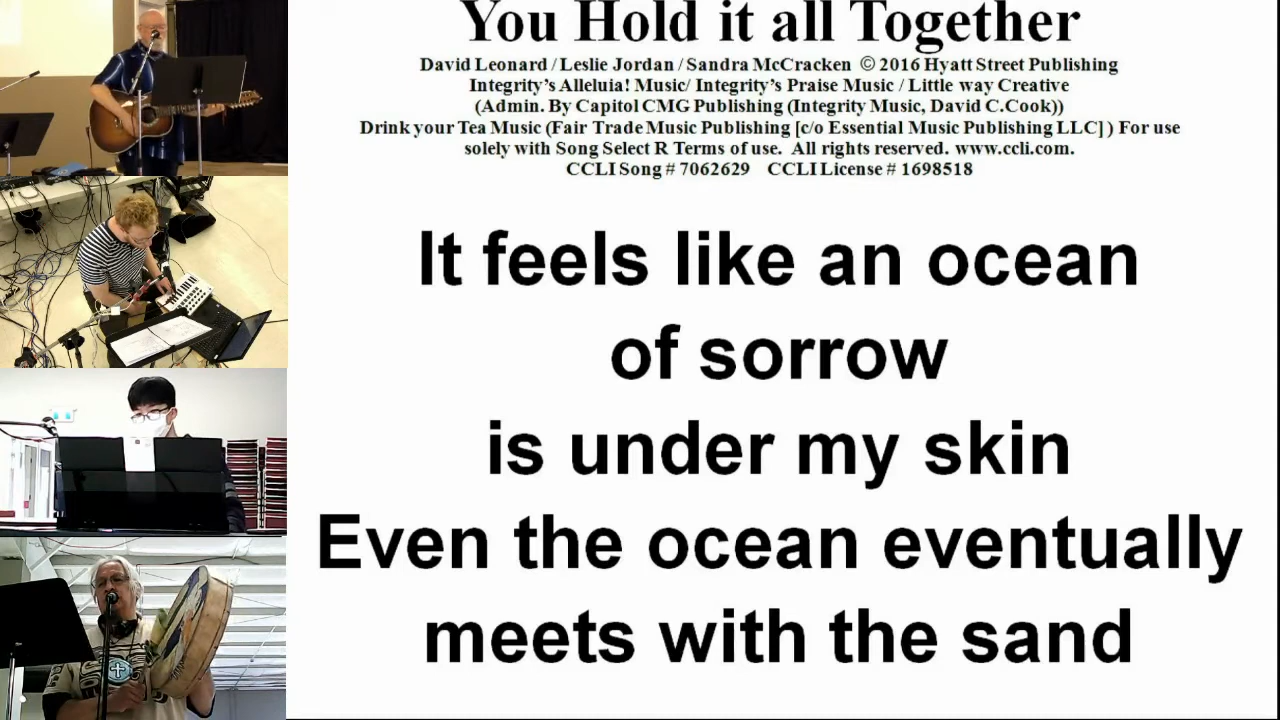 You Hold it all Together
David Leonard / Leslie Jordan / Sandra McCracken © 2016 Hyatt Street Publishing
Integrity's Alleluia! Music/ Integrity's Praise Music / Little way Creative
(Admin. By Capitol CMG Publishing (Integrity Music, David C.Cook))
Drink your Tea Music (Fair Trade Music Publishing [c/o Essential Music Publishing LLC] ) For use
solely with Song Select R Terms of use. All rights reserved. www.ccli.com.
CCLI Song # 7062629 CCLI License # 1698518
It feels like an ocean
of sorrow
is under my skin
Even the ocean eventually
meets with the sand